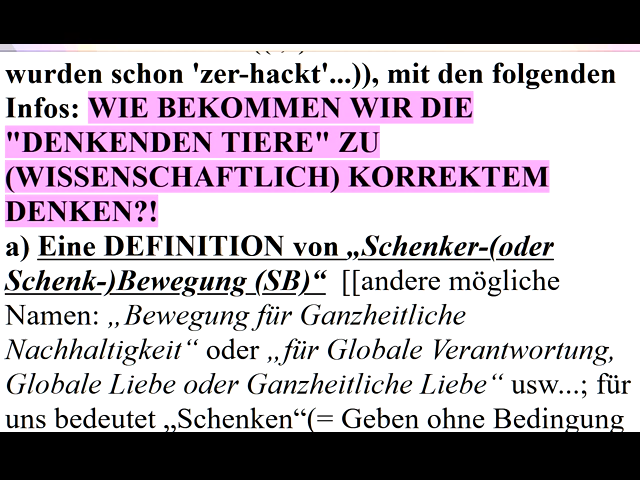 wurden schon 'zer-hackt'...)), mit den folgenden
Infos: WIE BEKOMMEN WIR DIE
"DENKENDEN TIERE" ZU
(WISSENSCHAFTLICH) KORREKTEM
DENKEN?!
a) Eine DEFINITION von „Schenker-(oder
Schenk-)Bewegung (SB)“ [[andere mögliche
Namen: „Bewegung für Ganzheitliche
Nachhaltigkeit“ oder „für Globale Verantwortung,
Globale Liebe oder Ganzheitliche Liebe“ usw...; für
uns bedeutet „Schenken“(= Geben ohne Bedingung